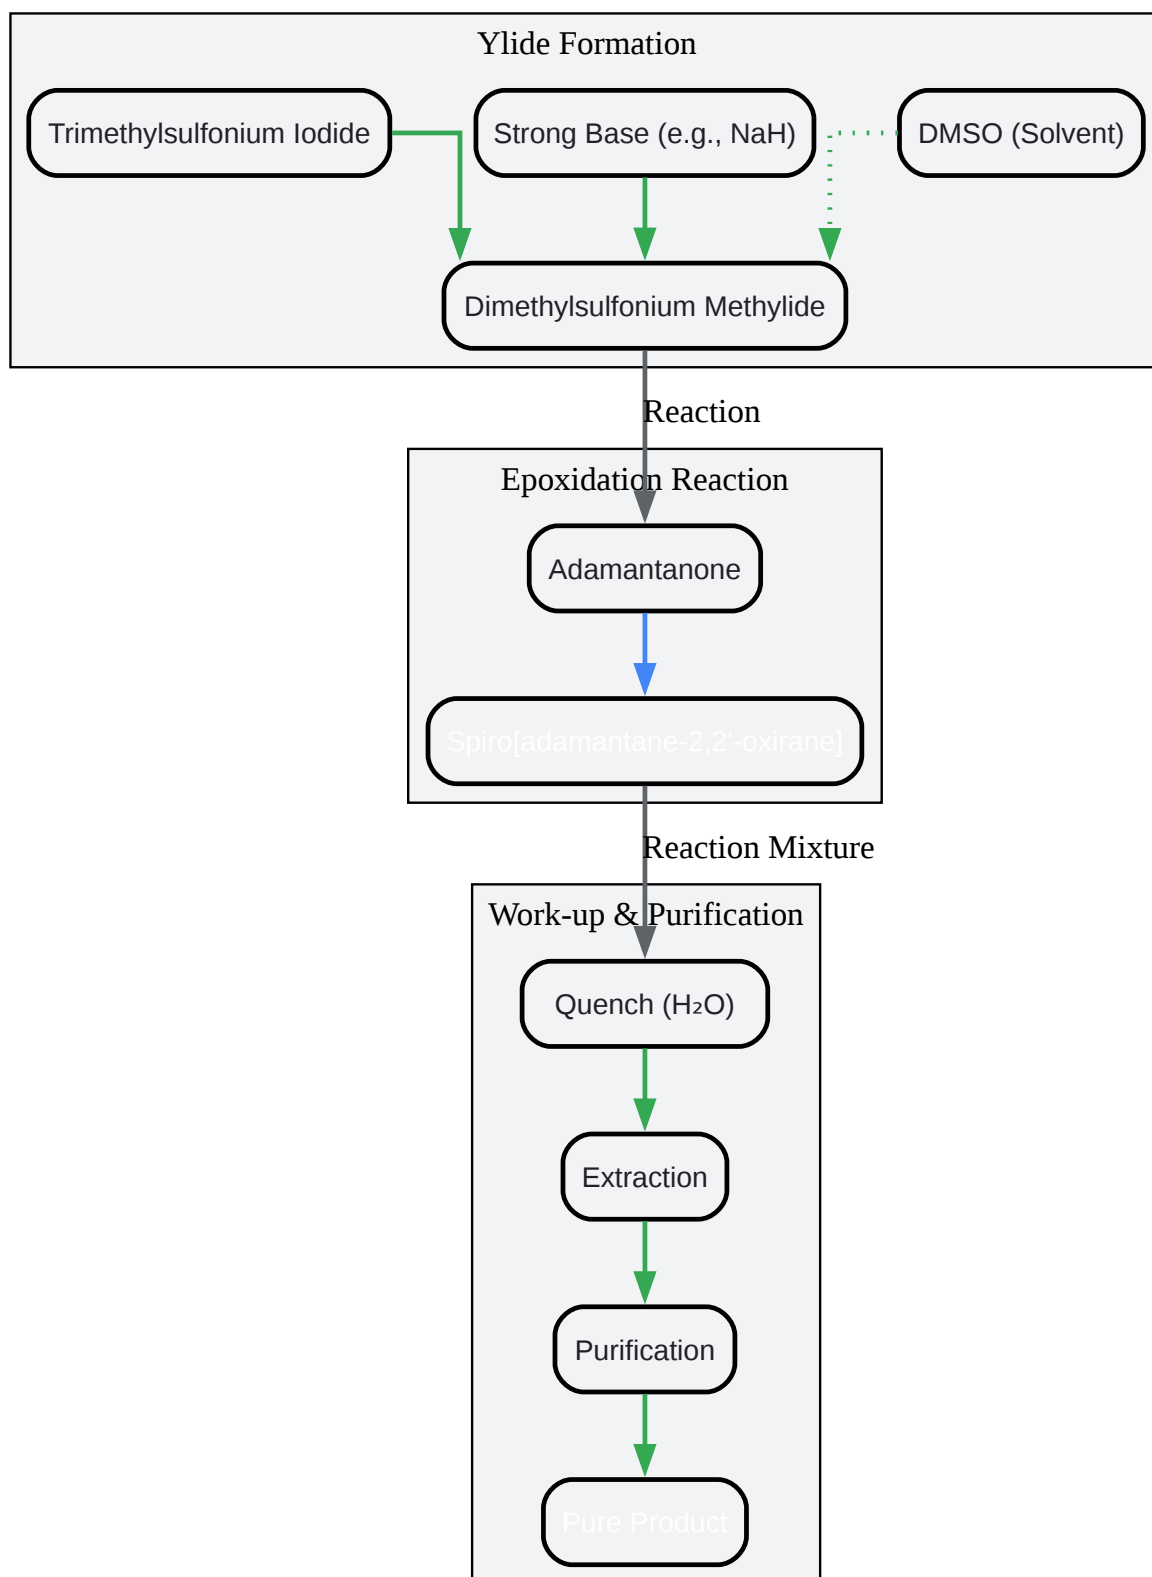 Ylide Formation
Trimethylsulfonium Iodide
Strong Base (e.g., NaH)
DMSO (Solvent)
Dimethylsulfonium Methylide
Reaction
Epoxidation Reaction
Adamantanone
Spiro[adamantane-2,2'-oxirane]
Reaction Mixture
Work-up & Purification
Quench (H₂O)
Extraction
Purification
Pure Product